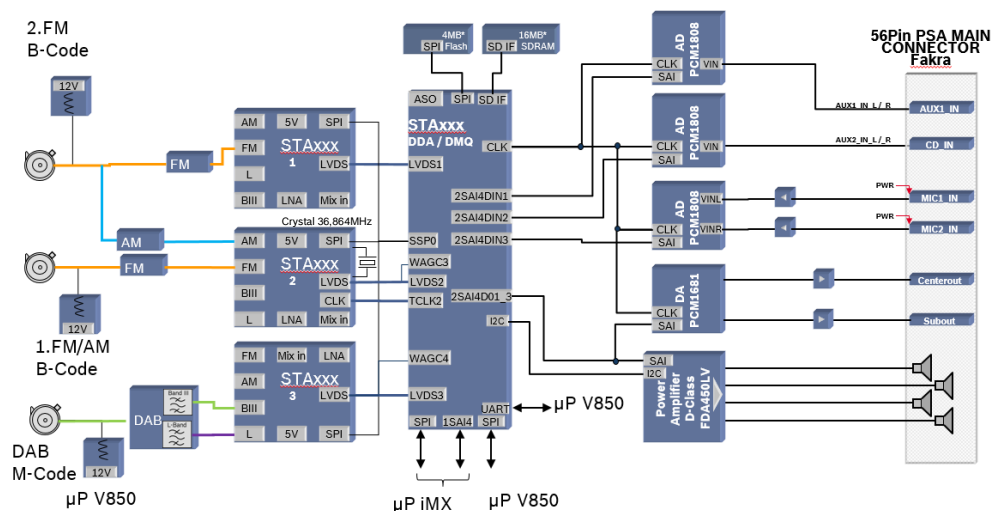 2.FM
B-Code
12V
FM
AM
FM
12V
1.FM/AM
B-Code
DAB
Band III
L-Band
12V
DAB
M-Code
µP V850
AM
5V
SPI
FM
STAxxx
1
LVDS
L
BIII
LNA
Mix in
Crystal 36,864MHz
AM
5V
SPI
FM
STAxxx
2
LVDS
BIII
CLK
L
LNA
Mix in
FM
Mix in
LNA
AM
STAxxx
3
BIII
LVDS
L
5V
SPI
4MB*
SPI
Flash
16MB*
SD IF
SDRAM
ASO
SPI
SD IF
STAxxx
DDA / DMQ
CLK
LVDS1
2SAI4DIN1
2SAI4DIN2
SSP0
2SAI4DIN3
WAGC3
LVDS2
TCLK2
2SAI4D01_3
I2C
WAGC4
LVDS3
UART
SPI
1SAI4
SPI
µP V850
µP iMX
µP V850
AD
PCM1808
CLK
VIN
SAI
AD
PCM1808
CLK
VIN
SAI
AD
PCM1808
VINL
CLK
VINR
SAI
DA
PCM1681
CLK
SAI
SAI
I2C
Power
Amplifier
D-Class
FDA450LV
56Pin PSA MAIN
CONNECTOR
Fakra
AUX1_IN_L/_R
AUX1_IN
AUX2_IN_L/_R
CD_IN
PWR
MIC1_IN
PWR
MIC2_IN
Centerout
Subout